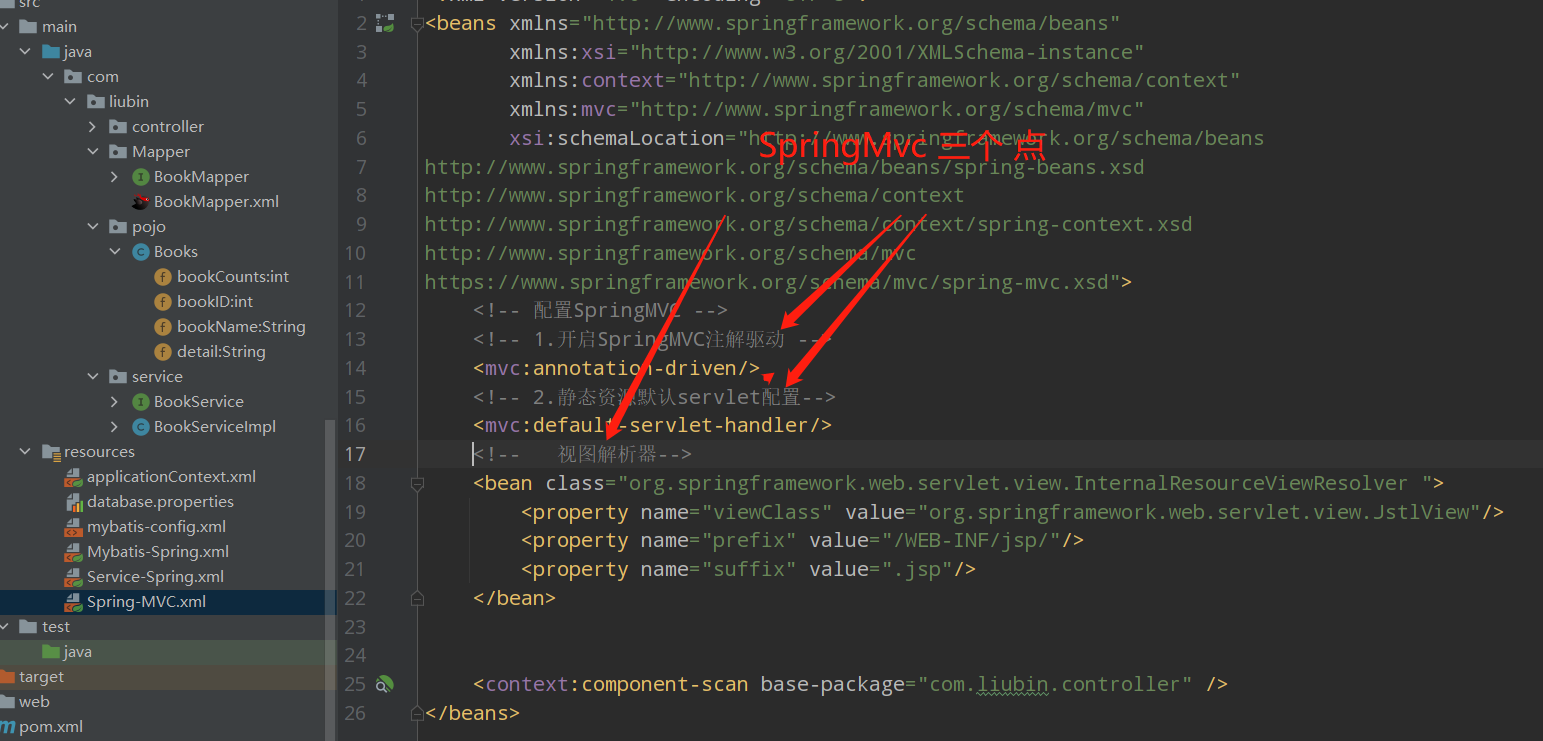 src
main
java
com
liubin
controller
Mapper
BookMapper
BookMapper.xml
pojo
Books
bookCounts:int
bookID:int
bookName:String
detail:String
service
BookService
BookServiceImpl
resources
applicationContext.xml
database.properties
mybatis-config.xml
Mybatis-Spring.xml
Service-Spring.xml
Spring-MVC.xml
test
java
target
web
pom.xml
2 <beans xmlns="http://www.springframework.org/schema/beans"
3 xmlns:xsi="http://www.w3.org/2001/XMLSchema-instance"
4 xmlns:context="http://www.springframework.org/schema/context"
5 xmlns:mvc="http://www.springframework.org/schema/mvc"
6 xsi:schemaLocation="http://www.springframework.org/schema/beans
SpringMvc 三个点
7 http://www.springframework.org/schema/beans/spring-beans.xsd
8 http://www.springframework.org/schema/context
9 http://www.springframework.org/schema/context/spring-context.xsd
10 http://www.springframework.org/schema/mvc
11 https://www.springframework.org/schema/mvc/spring-mvc.xsd">
12 <!-- 配置SpringMVC -->
13 <!-- 1.开启SpringMVC注解驱动 -->
14 <mvc:annotation-driven/>
15 <!-- 2.静态资源默认servlet配置-->
16 <mvc:default-servlet-handler/>
17 <!-- 视图解析器-->
18 <bean class="org.springframework.web.servlet.view.InternalResourceViewResolver ">
19 <property name="viewClass" value="org.springframework.web.servlet.view.JstlView"/>
20 <property name="prefix" value="/WEB-INF/jsp/"/>
21 <property name="suffix" value=".jsp"/>
22 </bean>
23
24
25 <context:component-scan base-package="com.liubin.controller" />
26 </beans>